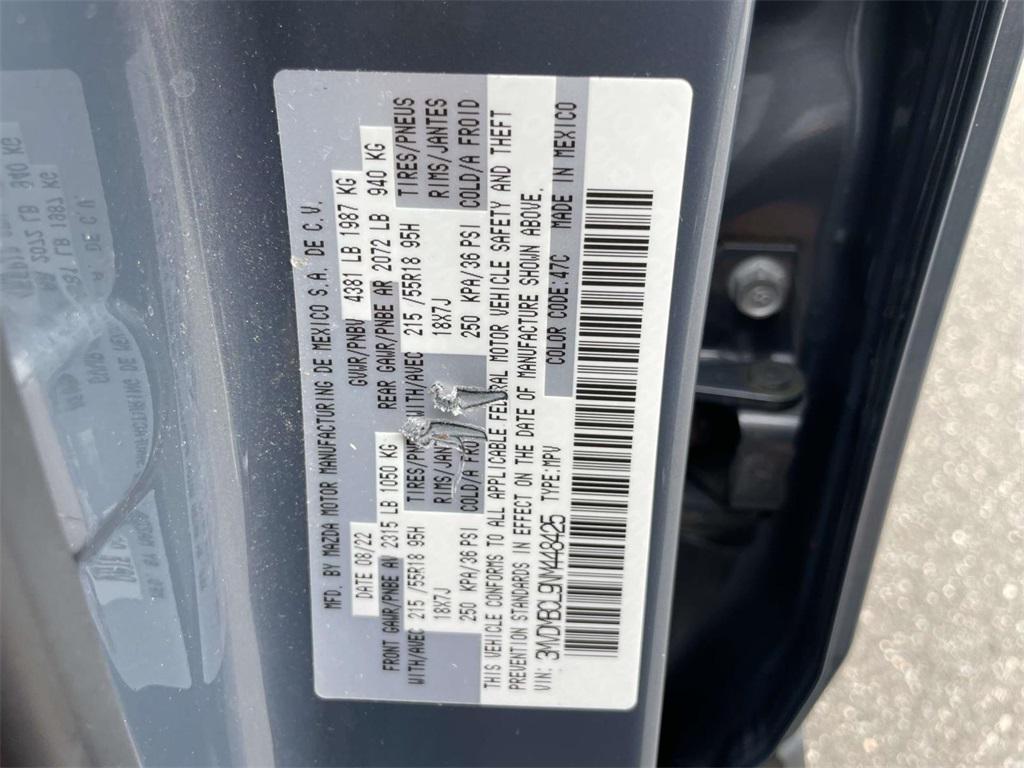 MFD. BY MAZDA MOTOR MANUFACTURING DE MEXICO S.A. DE C.V.
DATE 08/22 GVWR/PNBV 4381 LB 1987 KG
FRONT GAWR/PNBE AV 2315 LB 1050 KG REAR GAWR/PNBE AR 2072 LB 940 KG
WITH/AVEC 215 /55R18 95H TIRES/PNE WITH/AVEC 215 /55R18 95H TIRES/PNEUS
18X7J RIMS/JAN 18X7J RIMS/JANTES
250 KPA/36 PSI COLD/A FROI 250 KPA/36 PSI COLD/A FROID
THIS VEHICLE CONFORMS TO ALL APPLICABLE FEDERAL MOTOR VEHICLE SAFETY AND THEFT
PREVENTION STANDARDS IN EFFECT ON THE DATE OF MANUFACTURE SHOWN ABOVE.
VIN: 3MVDMBCL9NM448425 TYPE:MPV COLOR CODE:47C MADE IN MEXICO